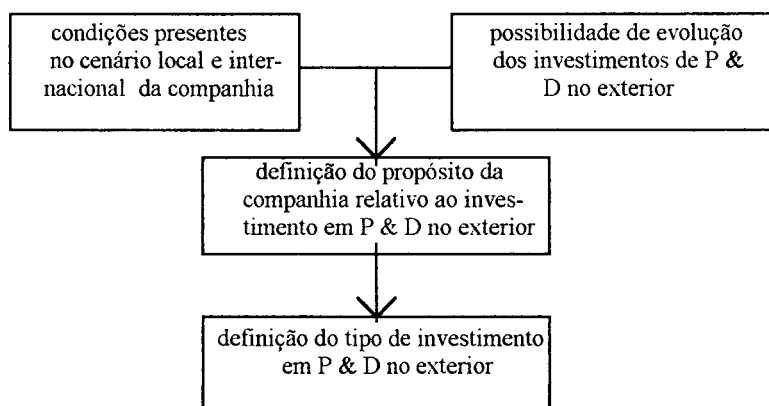 condições presentes
no cenário local e inter-
nacional da companhia
possibilidade de evolução
dos investimentos de P &
D no exterior
definição do propósito da
companhia relativo ao inves-
timento em P & D no exterior
definição do tipo de investimento
em P & D no exterior